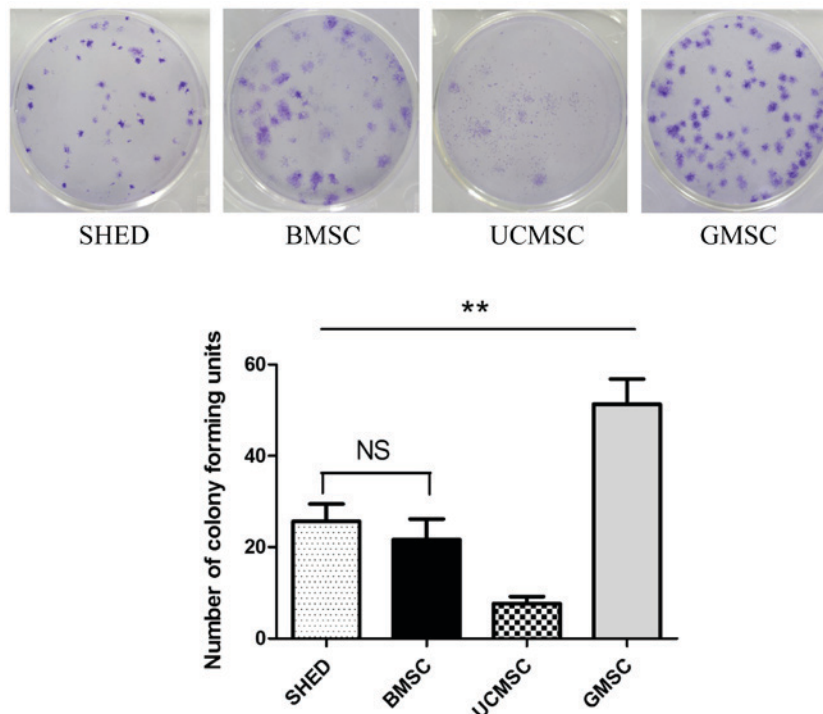 SHED BMSC UCMSC GMSC
**
Number of colony forming units
60
NS
40
20
0
SHED BMSC UCMSC GMSC